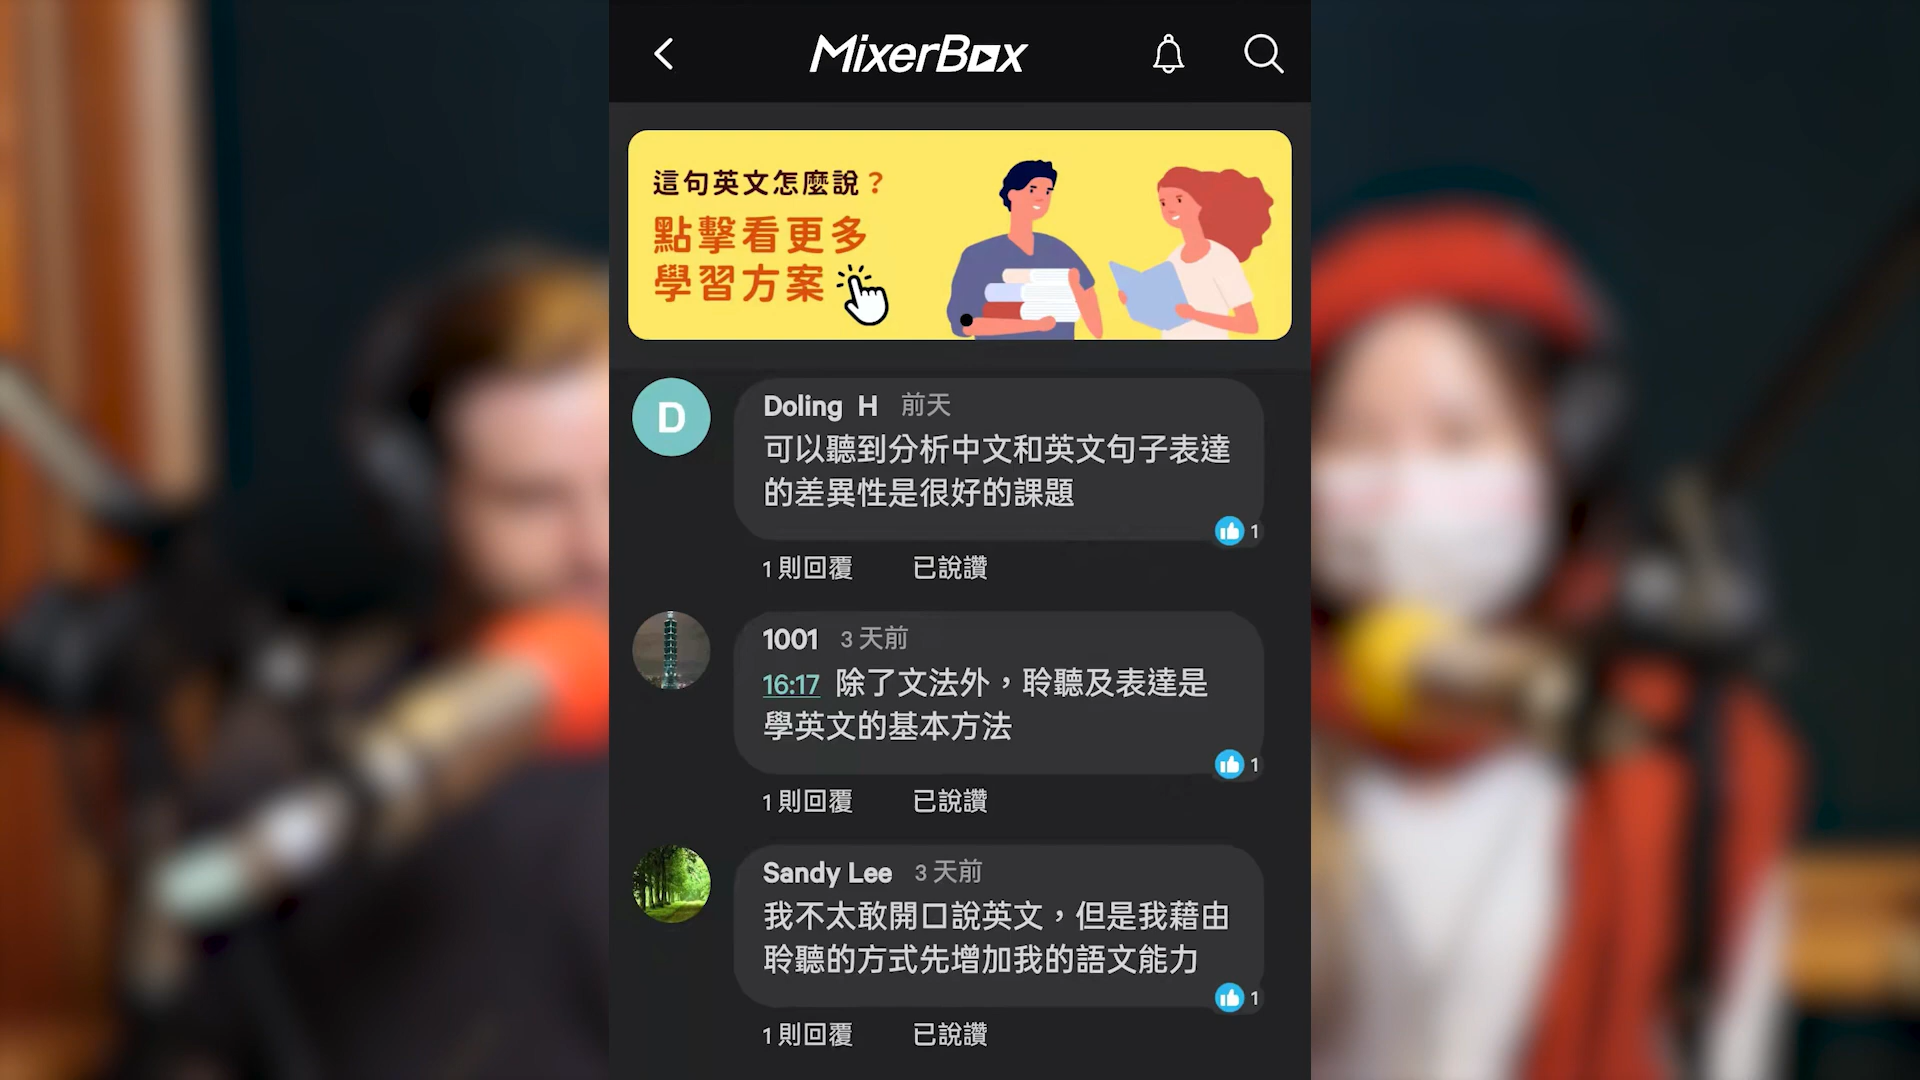 MixerBox
這句英文怎麼說？
點擊看更多
學習方案
D
Doling H 前天
可以聽到分析中文和英文句子表達
的差異性是很好的課題
1
1 則回覆 已說讚
1001 3 天前
16:17 除了文法外，聆聽及表達是
學英文的基本方法
1
1 則回覆 已說讚
Sandy Lee 3 天前
我不太敢開口說英文，但是我藉由
聆聽的方式先增加我的語文能力
1
1 則回覆 已說讚